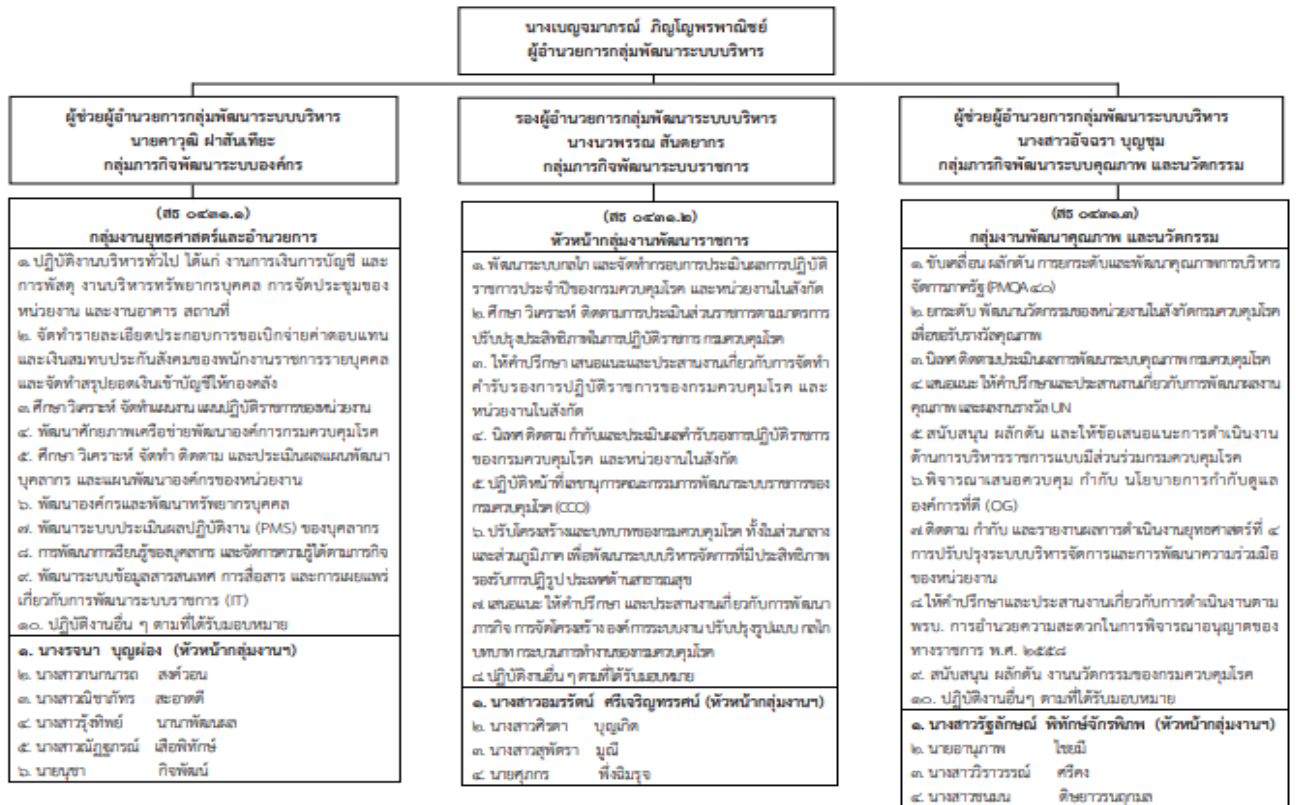 นางเบญจมาภรณ์ ภิญโญพรพาณิชย์
ผู้อำนวยการกลุ่มพัฒนาระบบบริหาร
ผู้ช่วยผู้อำนวยการกลุ่มพัฒนาระบบบริหาร
นายคาวุฒิ ฝาสันเทียะ
กลุ่มภารกิจพัฒนาระบบองค์กร
(สธ ๐๔๓๑.๑)
กลุ่มงานยุทธศาสตร์และอำนวยการ
๑. ปฏิบัติงานบริหารทั่วไป ได้แก่ งานการเงินการบัญชี และ
การพัสดุ งานบริหารทรัพยากรบุคคล การจัดประชุมของ
หน่วยงาน และงานอาคาร สถานที่
๒. จัดทำรายละเอียดประกอบการขอเบิกจ่ายค่าตอบแทน
และเงินสมทบประกันสังคมของพนักงานราชการรายบุคคล
และจัดทำสรุปยอดเงินเข้าบัญชีให้กองคลัง
๓. ศึกษา วิเคราะห์ จัดทำแผนงาน แผนปฏิบัติราชการของหน่วยงาน
๔. พัฒนาศักยภาพเครือข่ายพัฒนาองค์การกรมควบคุมโรค
๕. ศึกษา วิเคราะห์ จัดทำ ติดตาม และประเมินผลแผนพัฒนา
บุคลากร และแผนพัฒนาองค์กรของหน่วยงาน
๖. พัฒนาองค์กรและพัฒนาทรัพยากรบุคคล
๗. พัฒนาระบบประเมินผลปฏิบัติงาน (PMS) ของบุคลากร
๘. การพัฒนาการเรียนรู้ของบุคลากร และจัดการความรู้ได้ตามภารกิจ
๙. พัฒนาระบบข้อมูลสารสนเทศ การสื่อสาร และการเผยแพร่
เกี่ยวกับการพัฒนาระบบราชการ (IT)
๑๐. ปฏิบัติงานอื่น ๆ ตามที่ได้รับมอบหมาย
๑. นางรจนา บุญผ่อง (หัวหน้ากลุ่มงานฯ)
๒. นางสาวกนกนารถ สงค์วอน
๓. นางสาวณิชาภัทร สะอาดดี
๔. นางสาวรุ้งทิพย์ นานาพัฒนผล
๕. นางสาวณัฏฐภรณ์ เสือพิทักษ์
๖. นายนุชา กิจพัฒน์
รองผู้อำนวยการกลุ่มพัฒนาระบบบริหาร
นางนวพรรณ สันตยากร
กลุ่มภารกิจพัฒนาระบบราชการ
(สธ ๐๔๓๑.๒)
หัวหน้ากลุ่มงานพัฒนาราชการ
๑. พัฒนาระบบกลไก และจัดทำกรอบการประเมินผลการปฏิบัติ
ราชการประจำปีของกรมควบคุมโรค และหน่วยงานในสังกัด
๒. ศึกษา วิเคราะห์ ติดตามการประเมินส่วนราชการตามมาตรการ
ปรับปรุงประสิทธิภาพในการปฏิบัติราชการ กรมควบคุมโรค
๓. ให้คำปรึกษา เสนอแนะและประสานงานเกี่ยวกับการจัดทำ
คำรับรองการปฏิบัติราชการของกรมควบคุมโรค และ
หน่วยงานในสังกัด
๔. นิเทศ ติดตาม กำกับและประเมินผลคำรับรองการปฏิบัติราชการ
ของกรมควบคุมโรค และหน่วยงานในสังกัด
๕. ปฏิบัติหน้าที่เลขานุการคณะกรรมการพัฒนาระบบราชการของ
กรมควบคุมโรค (CCO)
๖. ปรับโครงสร้างและบทบาทของกรมควบคุมโรค ทั้งในส่วนกลาง
และส่วนภูมิภาค เพื่อพัฒนาระบบบริหารจัดการที่มีประสิทธิภาพ
รองรับการปฏิรูป ประเทศด้านสาธารณสุข
๗. เสนอแนะ ให้คำปรึกษา และประสานงานเกี่ยวกับการพัฒนา
ภารกิจ การจัดโครงสร้าง องค์การระบบงาน ปรับปรุงรูปแบบ กลไก
บทบาท กระบวนการทำงานของกรมควบคุมโรค
๘. ปฏิบัติงานอื่น ๆ ตามที่ได้รับมอบหมาย
๑. นางสาวอมรรัตน์ ศรีเจริญทรรศน์ (หัวหน้ากลุ่มงานฯ)
๒. นางสาวศิรดา บุญเกิด
๓. นางสาวสุพัตรา มูณี
๔. นายศุภกร พึ่งฉิมรุจ
ผู้ช่วยผู้อำนวยการกลุ่มพัฒนาระบบบริหาร
นางสาวอัจฉรา บุญชุม
กลุ่มภารกิจพัฒนาระบบคุณภาพ และนวัตกรรม
(สธ ๐๔๓๑.๓)
กลุ่มงานพัฒนาคุณภาพ และนวัตกรรม
๑. ขับเคลื่อน ผลักดัน การยกระดับและพัฒนาคุณภาพการบริหาร
จัดการภาครัฐ (PMQA ๔.๐)
๒. ยกระดับ พัฒนานวัตกรรมของหน่วยงานในสังกัดกรมควบคุมโรค
เพื่อขอรับรางวัลคุณภาพ
๓. นิเทศ ติดตามประเมินผลการพัฒนาระบบคุณภาพ กรมควบคุมโรค
๔. เสนอแนะ ให้คำปรึกษาและประสานงานเกี่ยวกับการพัฒนาผลงาน
คุณภาพ และผลงานรางวัล UN
๕. สนับสนุน ผลักดัน และให้ข้อเสนอแนะการดำเนินงาน
ด้านการบริหารราชการแบบมีส่วนร่วมกรมควบคุมโรค
๖. พิจารณาเสนอควบคุม กำกับ นโยบายการกำกับดูแล
องค์การที่ดี (OG)
๗. ติดตาม กำกับ และรายงานผลการดำเนินงานยุทธศาสตร์ที่ ๔
การปรับปรุงระบบบริหารจัดการและการพัฒนาความร่วมมือ
ของหน่วยงาน
๘. ให้คำปรึกษาและประสานงานเกี่ยวกับการดำเนินงานตาม
พรบ. การอำนวยความสะดวกในการพิจารณาอนุญาตของ
ทางราชการ พ.ศ. ๒๕๕๘
๙. สนับสนุน ผลักดัน งานนวัตกรรมของกรมควบคุมโรค
๑๐. ปฏิบัติงานอื่นๆ ตามที่ได้รับมอบหมาย
๑. นางสาวรัฐลักษณ์ พิทักษ์จักรพิภพ (หัวหน้ากลุ่มงานฯ)
๒. นายอานุภาพ ไชยมี
๓. นางสาววิราวรรณ์ ศรีคง
๔. นางสาวชนมน ดิษยาวรนฤกมล